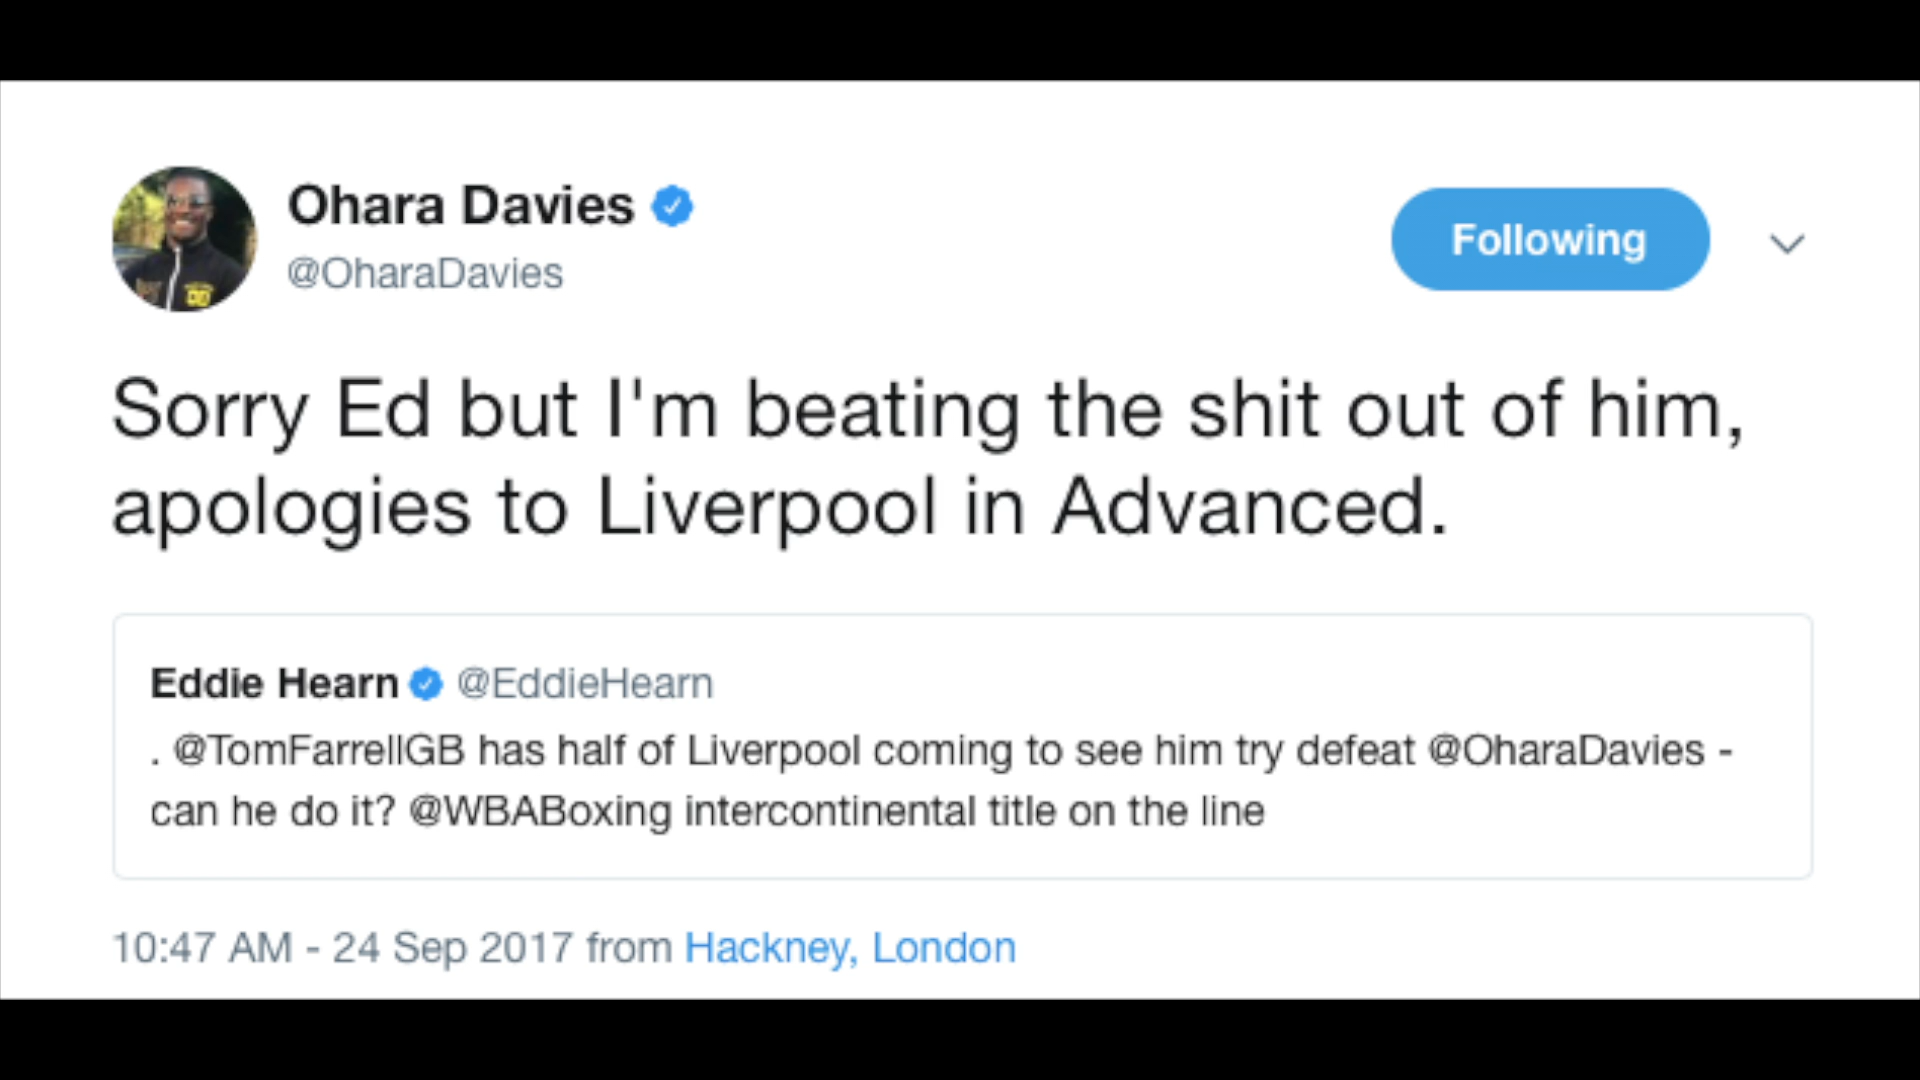 Ohara Davies
@OharaDavies
Following
Sorry Ed but I'm beating the shit out of him,
apologies to Liverpool in Advanced.
Eddie Hearn @EddieHearn
. @TomFarrellGB has half of Liverpool coming to see him try defeat @OharaDavies -
can he do it? @WBABoxing intercontinental title on the line
10:47 AM - 24 Sep 2017 from Hackney, London